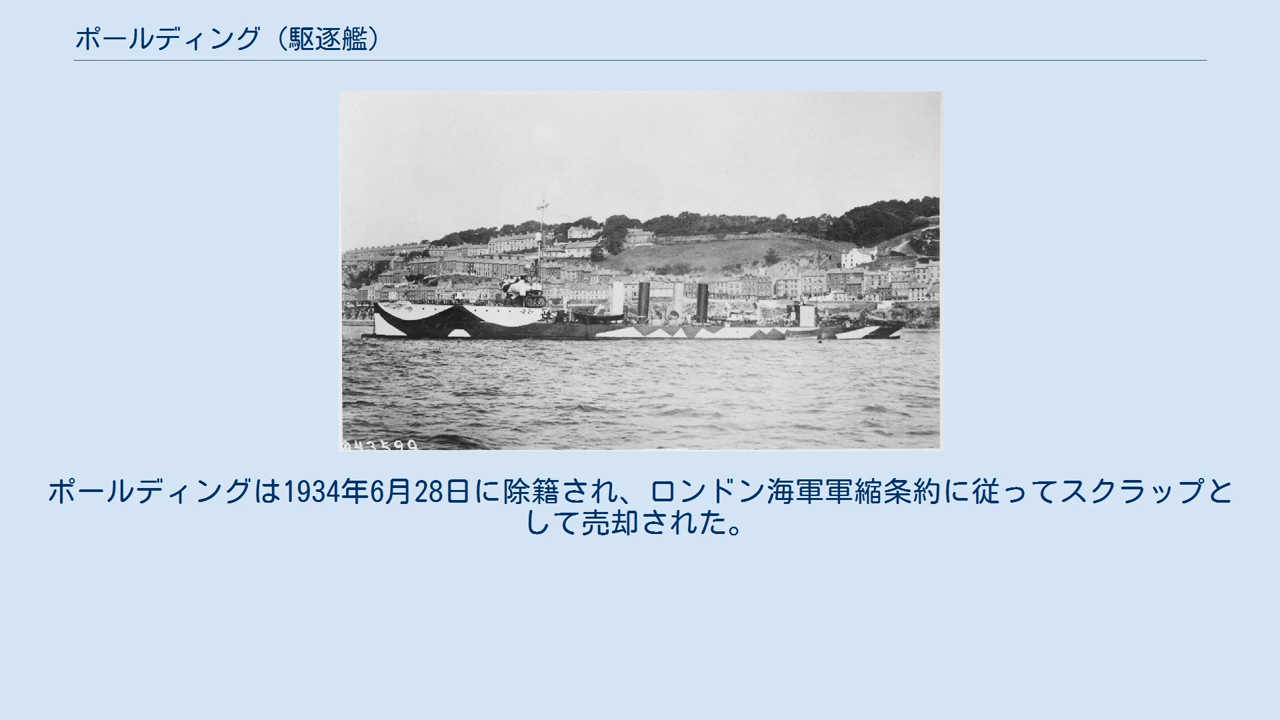 ポールディング（駆逐艦）
ポールディングは1934年6月28日に除籍され、ロンドン海軍軍縮条約に従ってスクラップと
して売却された。